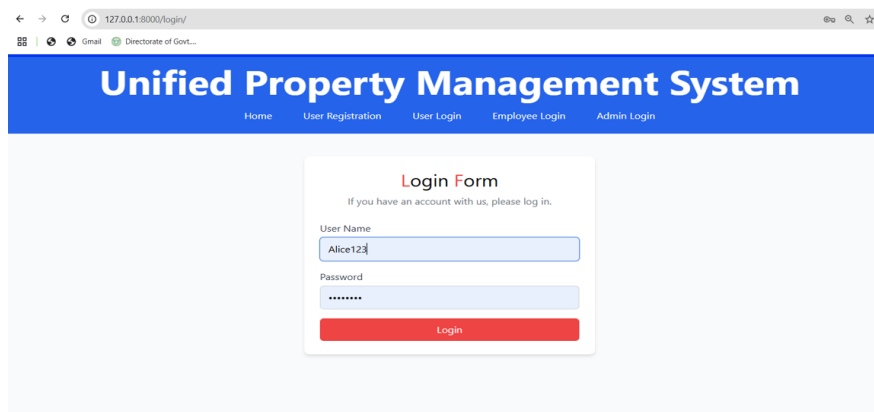 127.0.0.1:8000/login/
Gmail Directorate of Govt....
Unified Property Management System
Home User Registration User Login Employee Login Admin Login
Login Form
If you have an account with us, please log in.
User Name
Alice123
Password
••••••••
Login